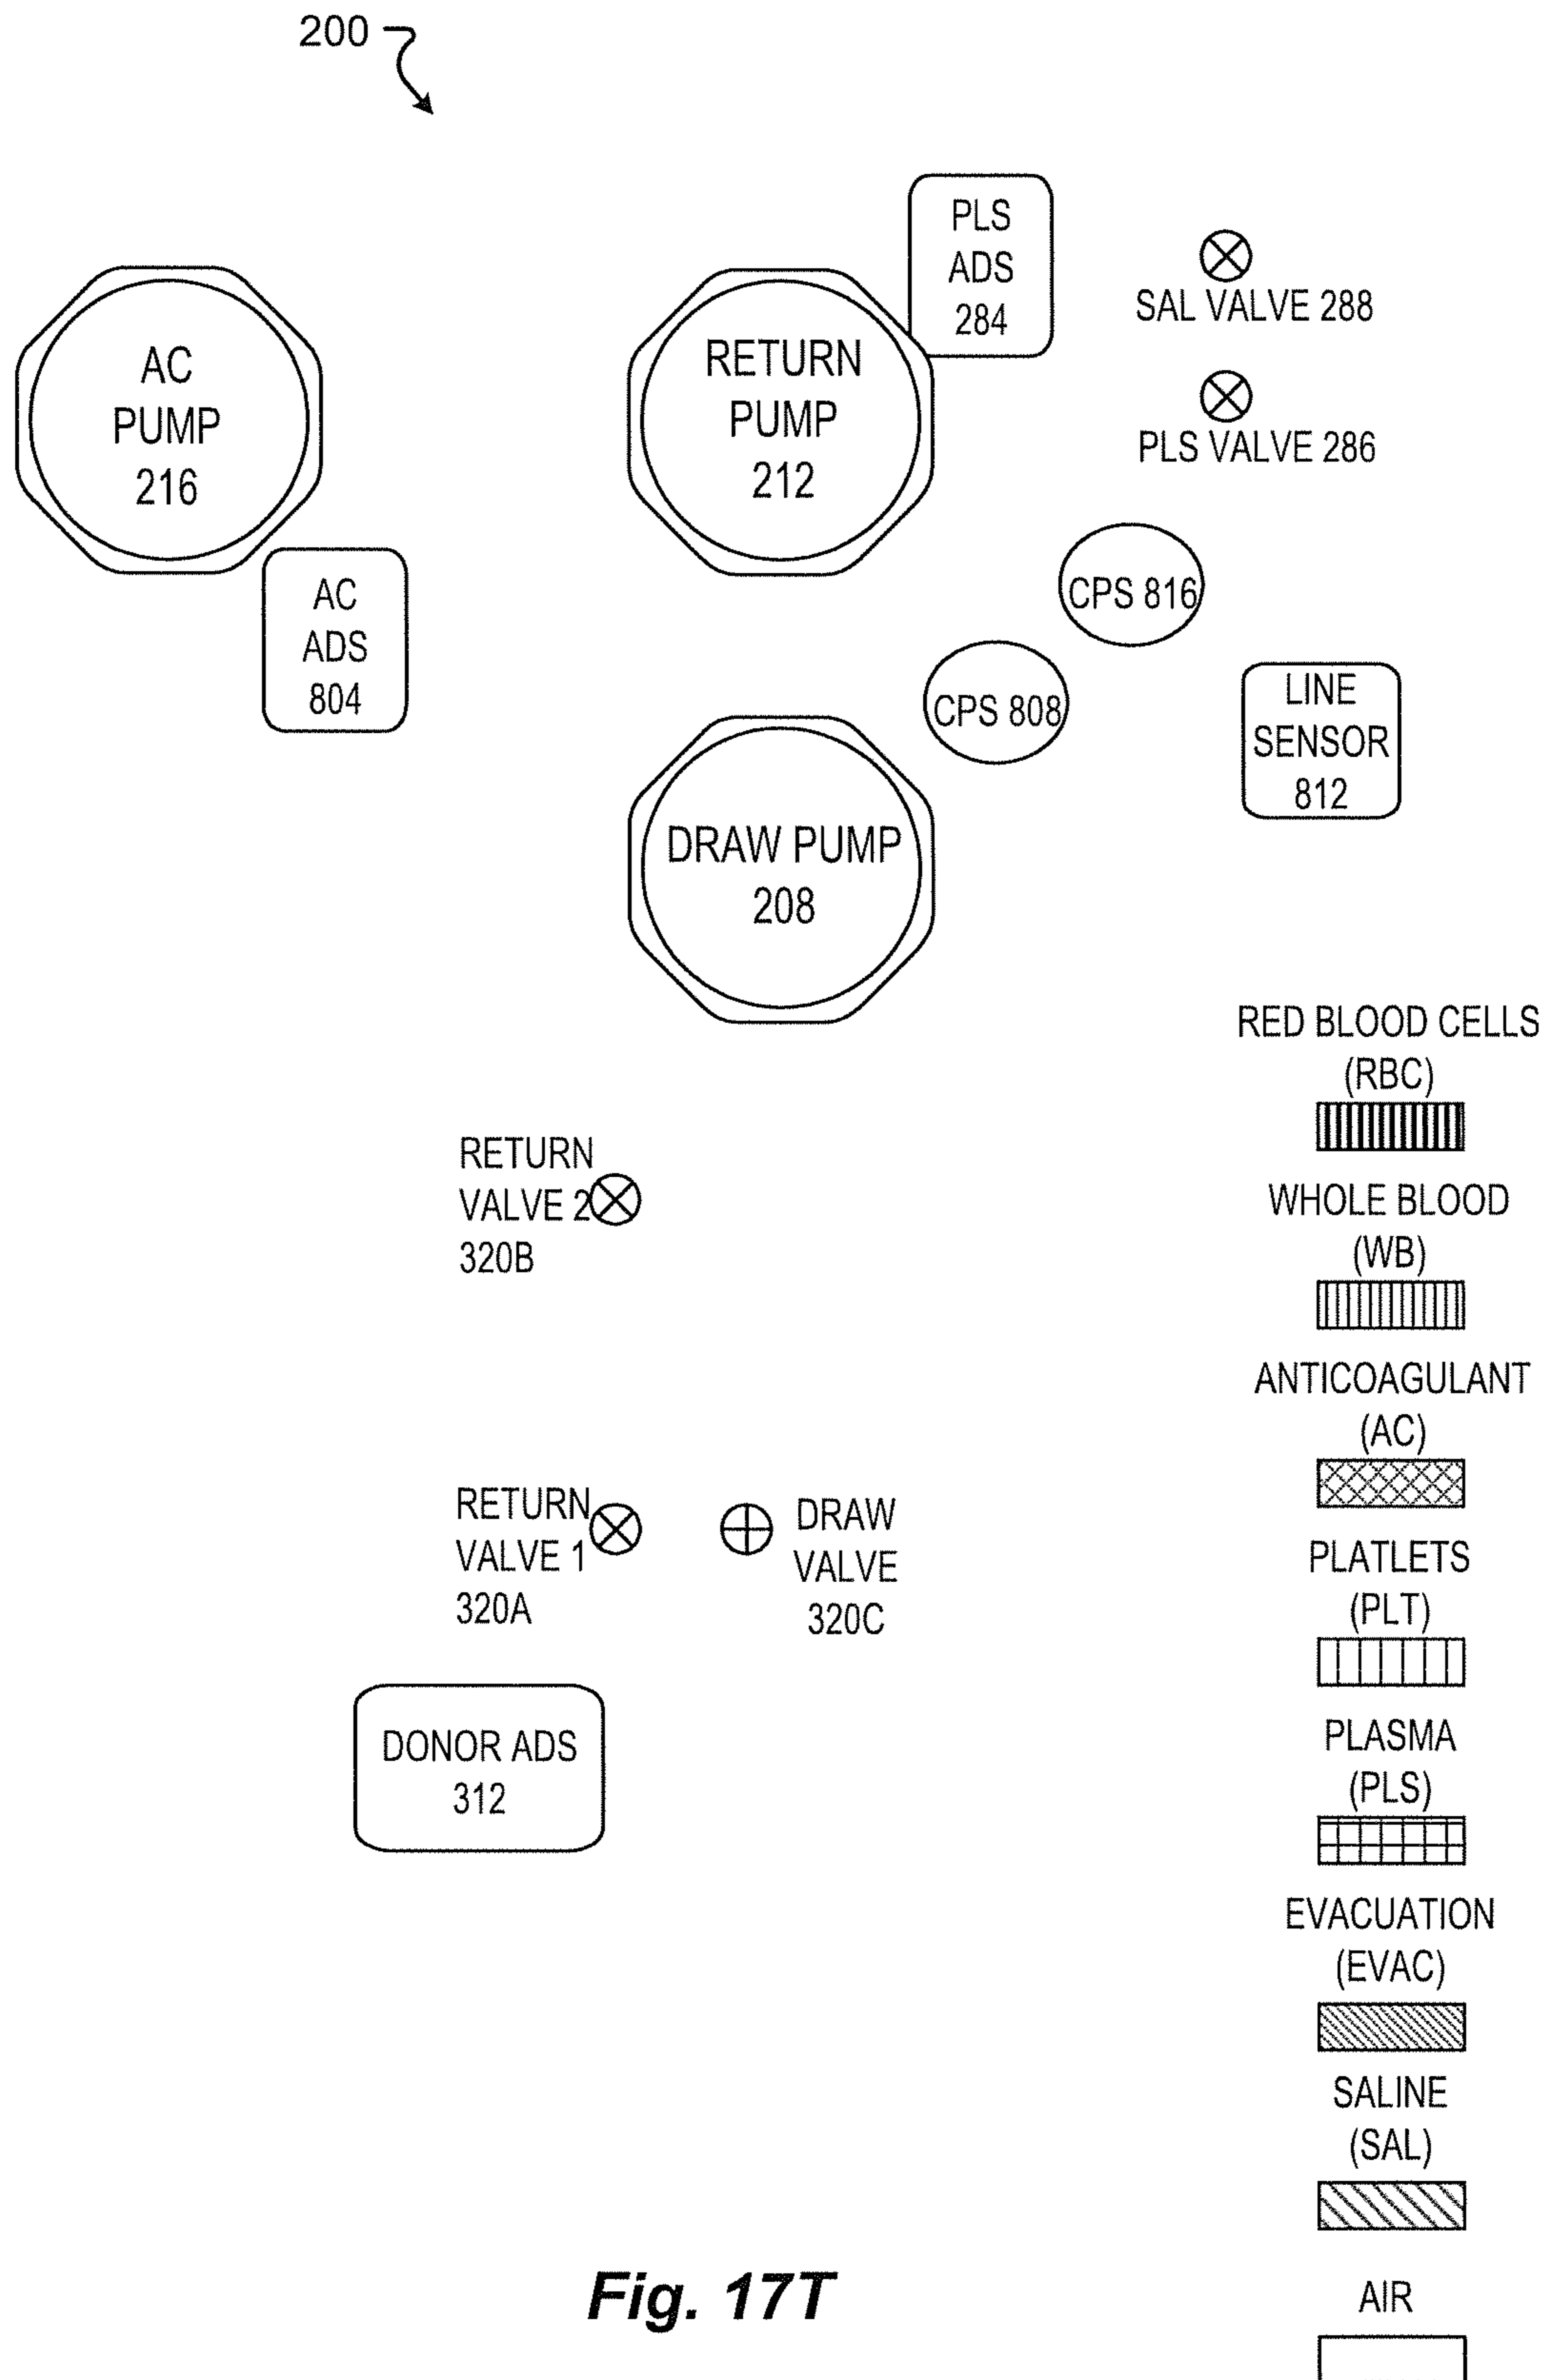 200
PLS
ADS
284
SAL VALVE 288
PLS VALVE 286
AC
PUMP
216
RETURN
PUMP
212
AC
ADS
804
CPS 816
CPS 808
LINE
SENSOR
812
DRAW PUMP
208
RED BLOOD CELLS
(RBC)
RETURN
VALVE 2
320B
WHOLE BLOOD
(WB)
ANTICOAGULANT
(AC)
RETURN
VALVE 1
320A
DRAW
VALVE
320C
PLATLETS
(PLT)
DONOR ADS
312
PLASMA
(PLS)
EVACUATION
(EVAC)
SALINE
(SAL)
AIR
Fig. 17T